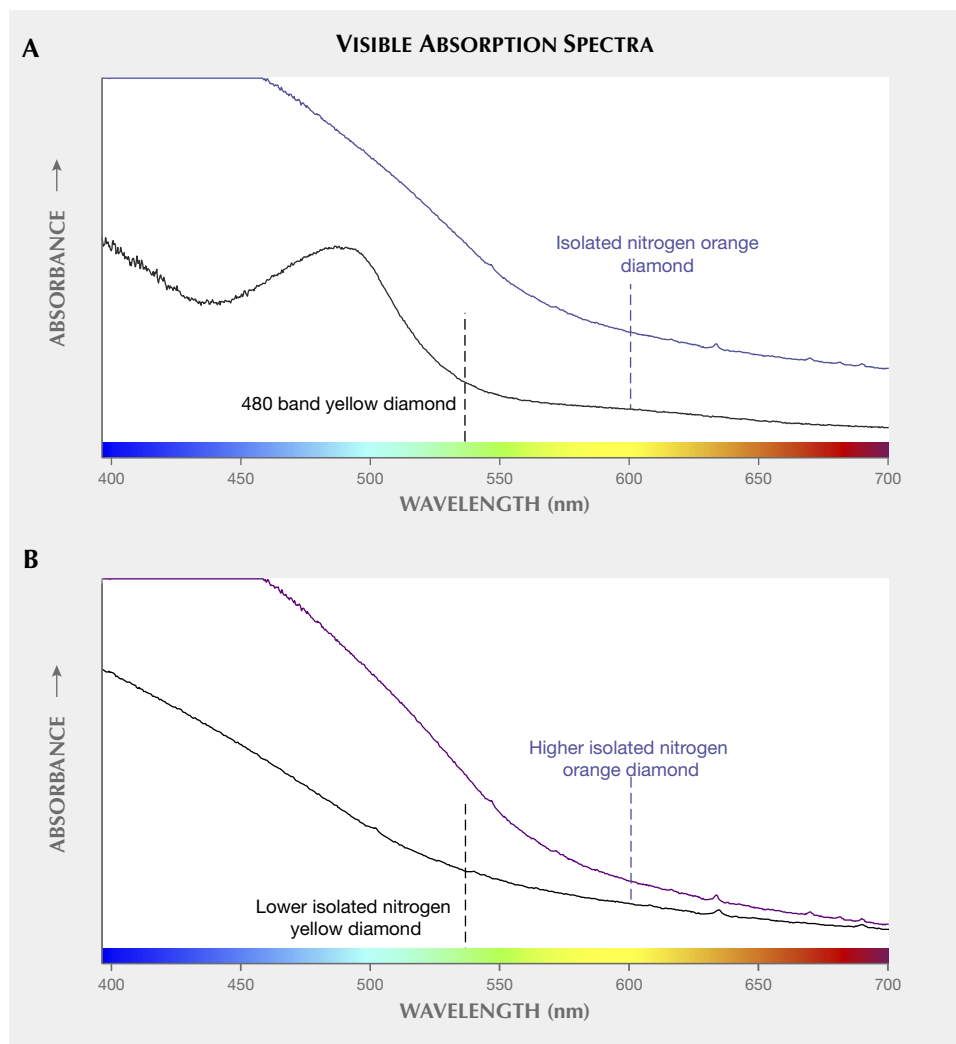 A
VISIBLE ABSORPTION SPECTRA
ABSORBANCE
Isolated nitrogen orange
diamond
480 band yellow diamond
400 450 500 550 600 650 700
WAVELENGTH (nm)
B
ABSORBANCE
Higher isolated nitrogen
orange diamond
Lower isolated nitrogen
yellow diamond
400 450 500 550 600 650 700
WAVELENGTH (nm)